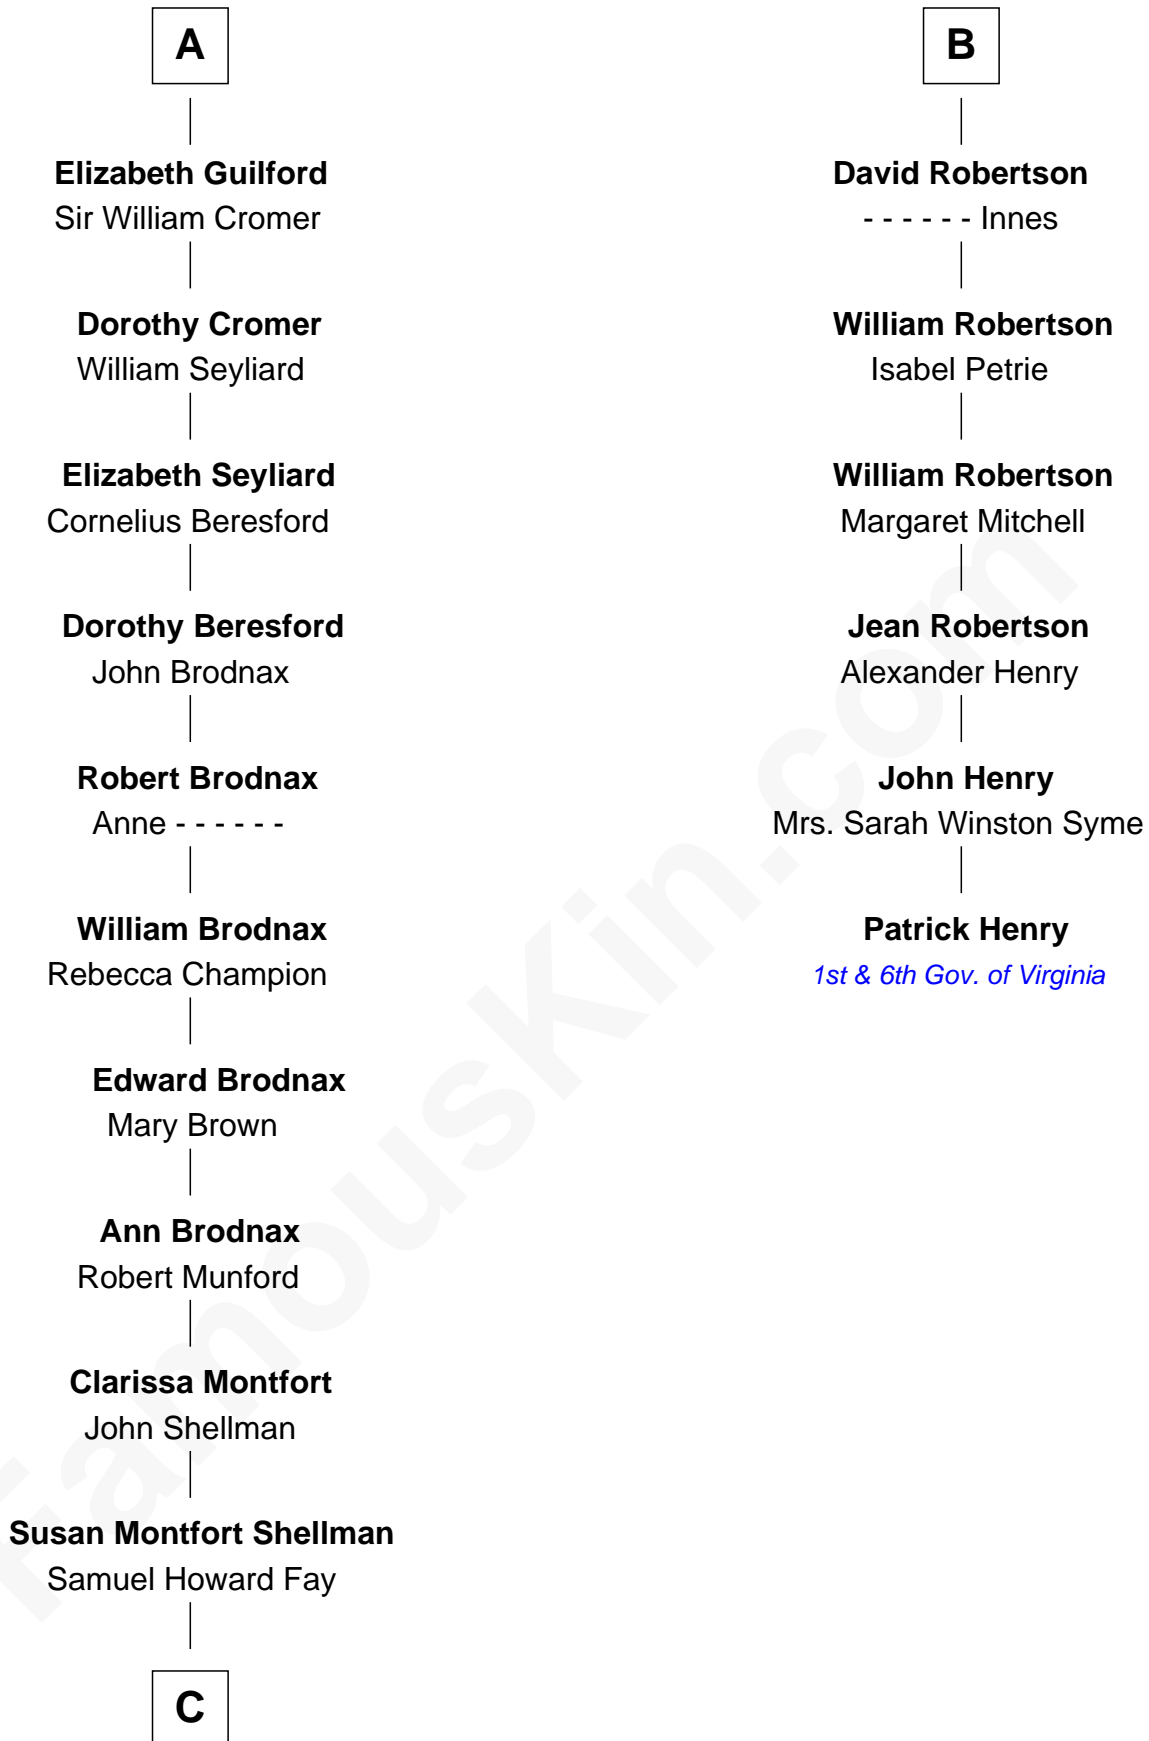 A
Elizabeth Guilford
Sir William Cromer
Dorothy Cromer
William Seyliard
Elizabeth Seyliard
Cornelius Beresford
Dorothy Beresford
John Brodnax
Robert Brodnax
Anne - - - - - -
William Brodnax
Rebecca Champion
Edward Brodnax
Mary Brown
Ann Brodnax
Robert Munford
Clarissa Montfort
John Shellman
Susan Montfort Shellman
Samuel Howard Fay
C
B
David Robertson
- - - - - - Innes
William Robertson
Isabel Petrie
William Robertson
Margaret Mitchell
Jean Robertson
Alexander Henry
John Henry
Mrs. Sarah Winston Syme
Patrick Henry
1st & 6th Gov. of Virginia
FamousKin.com